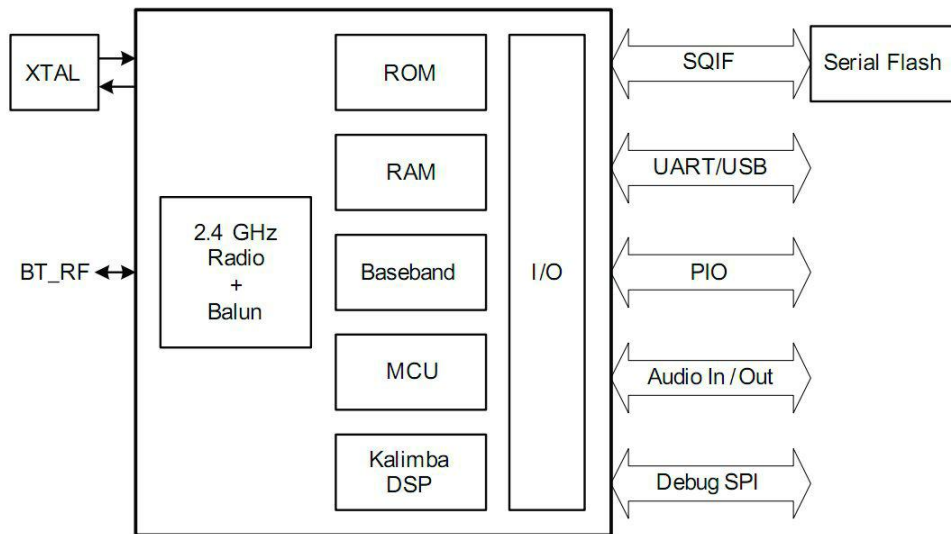 XTAL
BT_RF
2.4 GHz
Radio
+
Balun
ROM
RAM
Baseband
MCU
Kalimba
DSP
I/O
SQIF
UART/USB
PIO
Audio In/Out
Debug SPI
Serial Flash